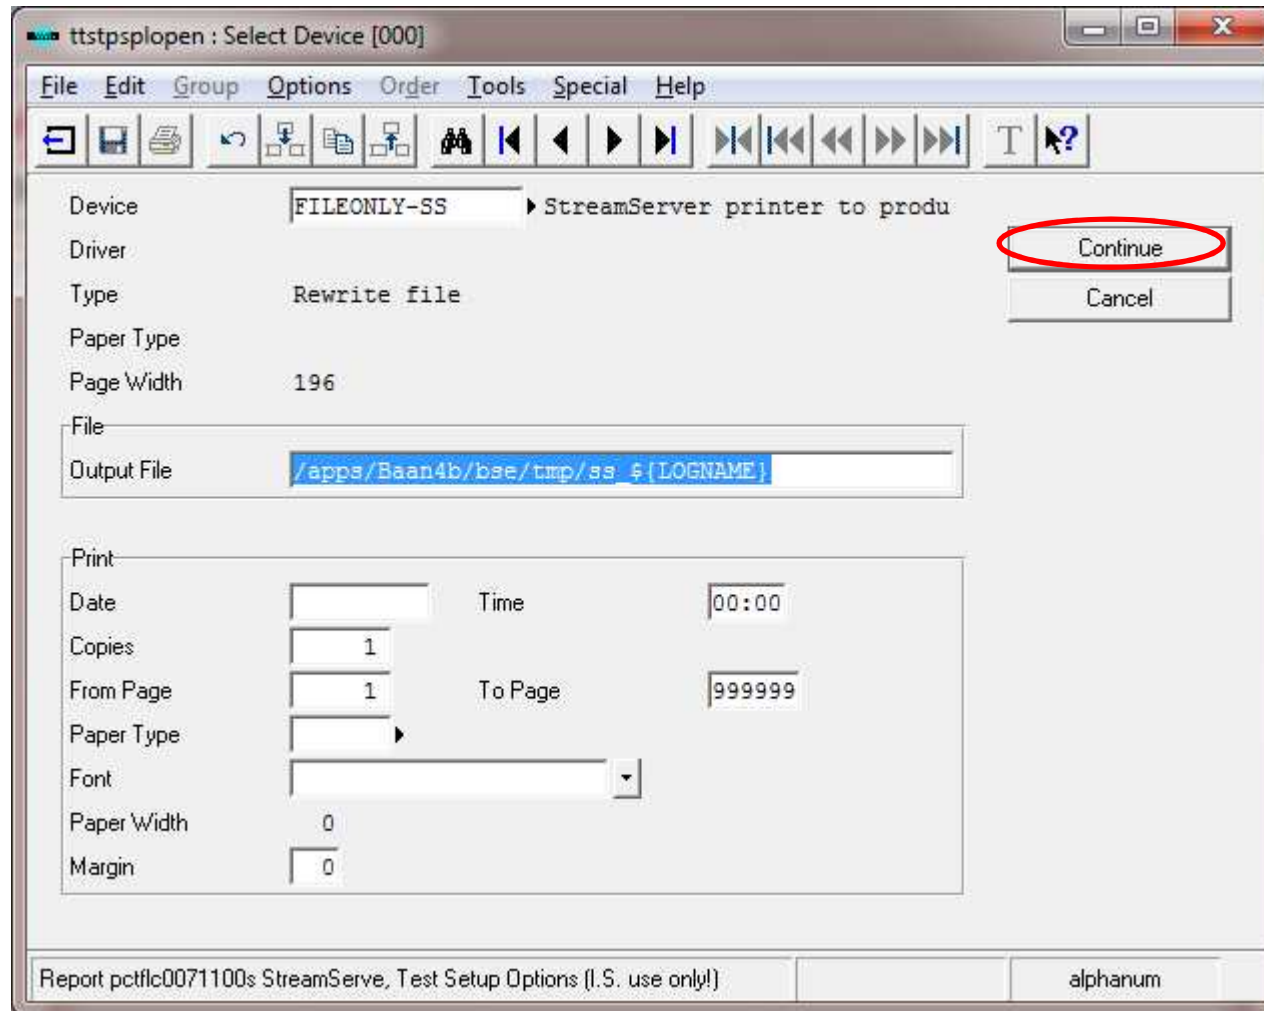 ttstpsplopen : Select Device [000]
File Edit Group Options Order Tools Special Help
T ?
Device FILEONLY-SS StreamServer printer to produ
Continue
Driver
Type Rewrite file
Cancel
Paper Type
Page Width 196
File
Output File /apps/Baan4b/bse/tmp/ss_${LOGNAME}
Print
Date Time 00:00
Copies 1
From Page 1 To Page 999999
Paper Type
Font
Paper Width 0
Margin 0
Report pctflc0071100s StreamServe, Test Setup Options (I.S. use only!) alphanum